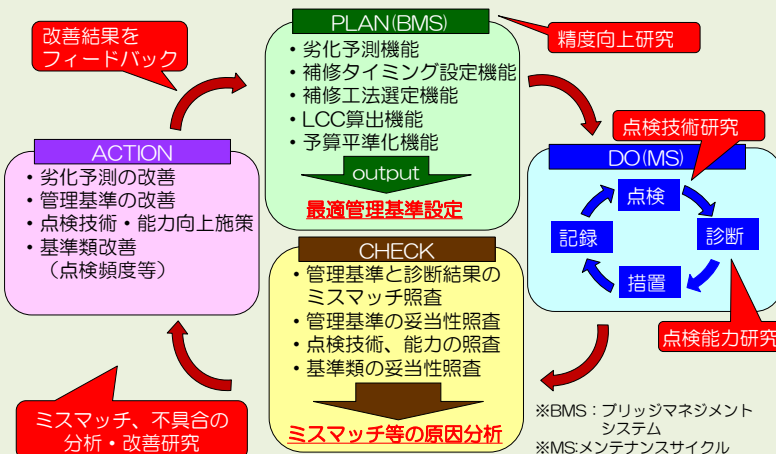 改善結果を
フィードバック
PLAN(BMS)
・劣化予測機能
・補修タイミング設定機能
・補修工法選定機能
・LCC算出機能
・予算平準化機能
output
最適管理基準設定
精度向上研究
点検技術研究
DO(MS)
点検
診断
措置
記録
点検能力研究
ACTION
・劣化予測の改善
・管理基準の改善
・点検技術・能力向上施策
・基準類改善
（点検頻度等）
CHECK
・管理基準と診断結果の
ミスマッチ照査
・管理基準の妥当性照査
・点検技術、能力の照査
・基準類の妥当性照査
ミスマッチ等の原因分析
ミスマッチ、不具合の
分析・改善研究
※BMS：ブリッジマネジメント
システム
※MS:メンテナンスサイクル